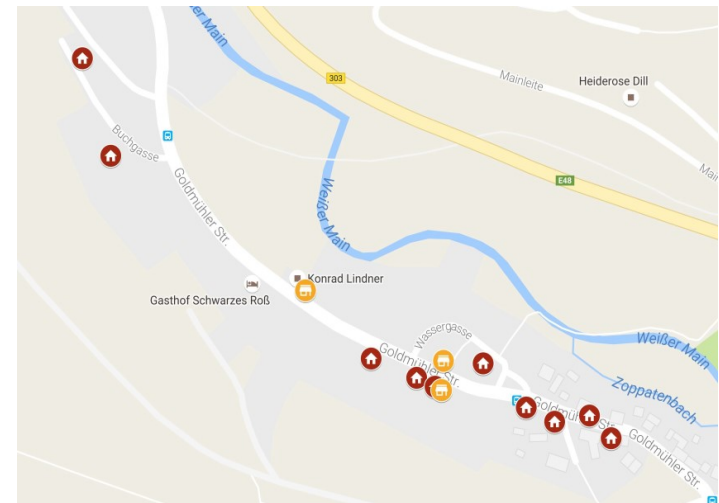 Weißer Main
303
Mainleite
Heiderose Dill
Buchgasse
E48
Goldmühler Str.
Weißer Main
Konrad Lindner
Gasthof Schwarzes Roß
Wassergasse
Weißer Main
Goldmühler Str.
Zoppatenbach
Goldmühler Str.
Goldmühler Str.